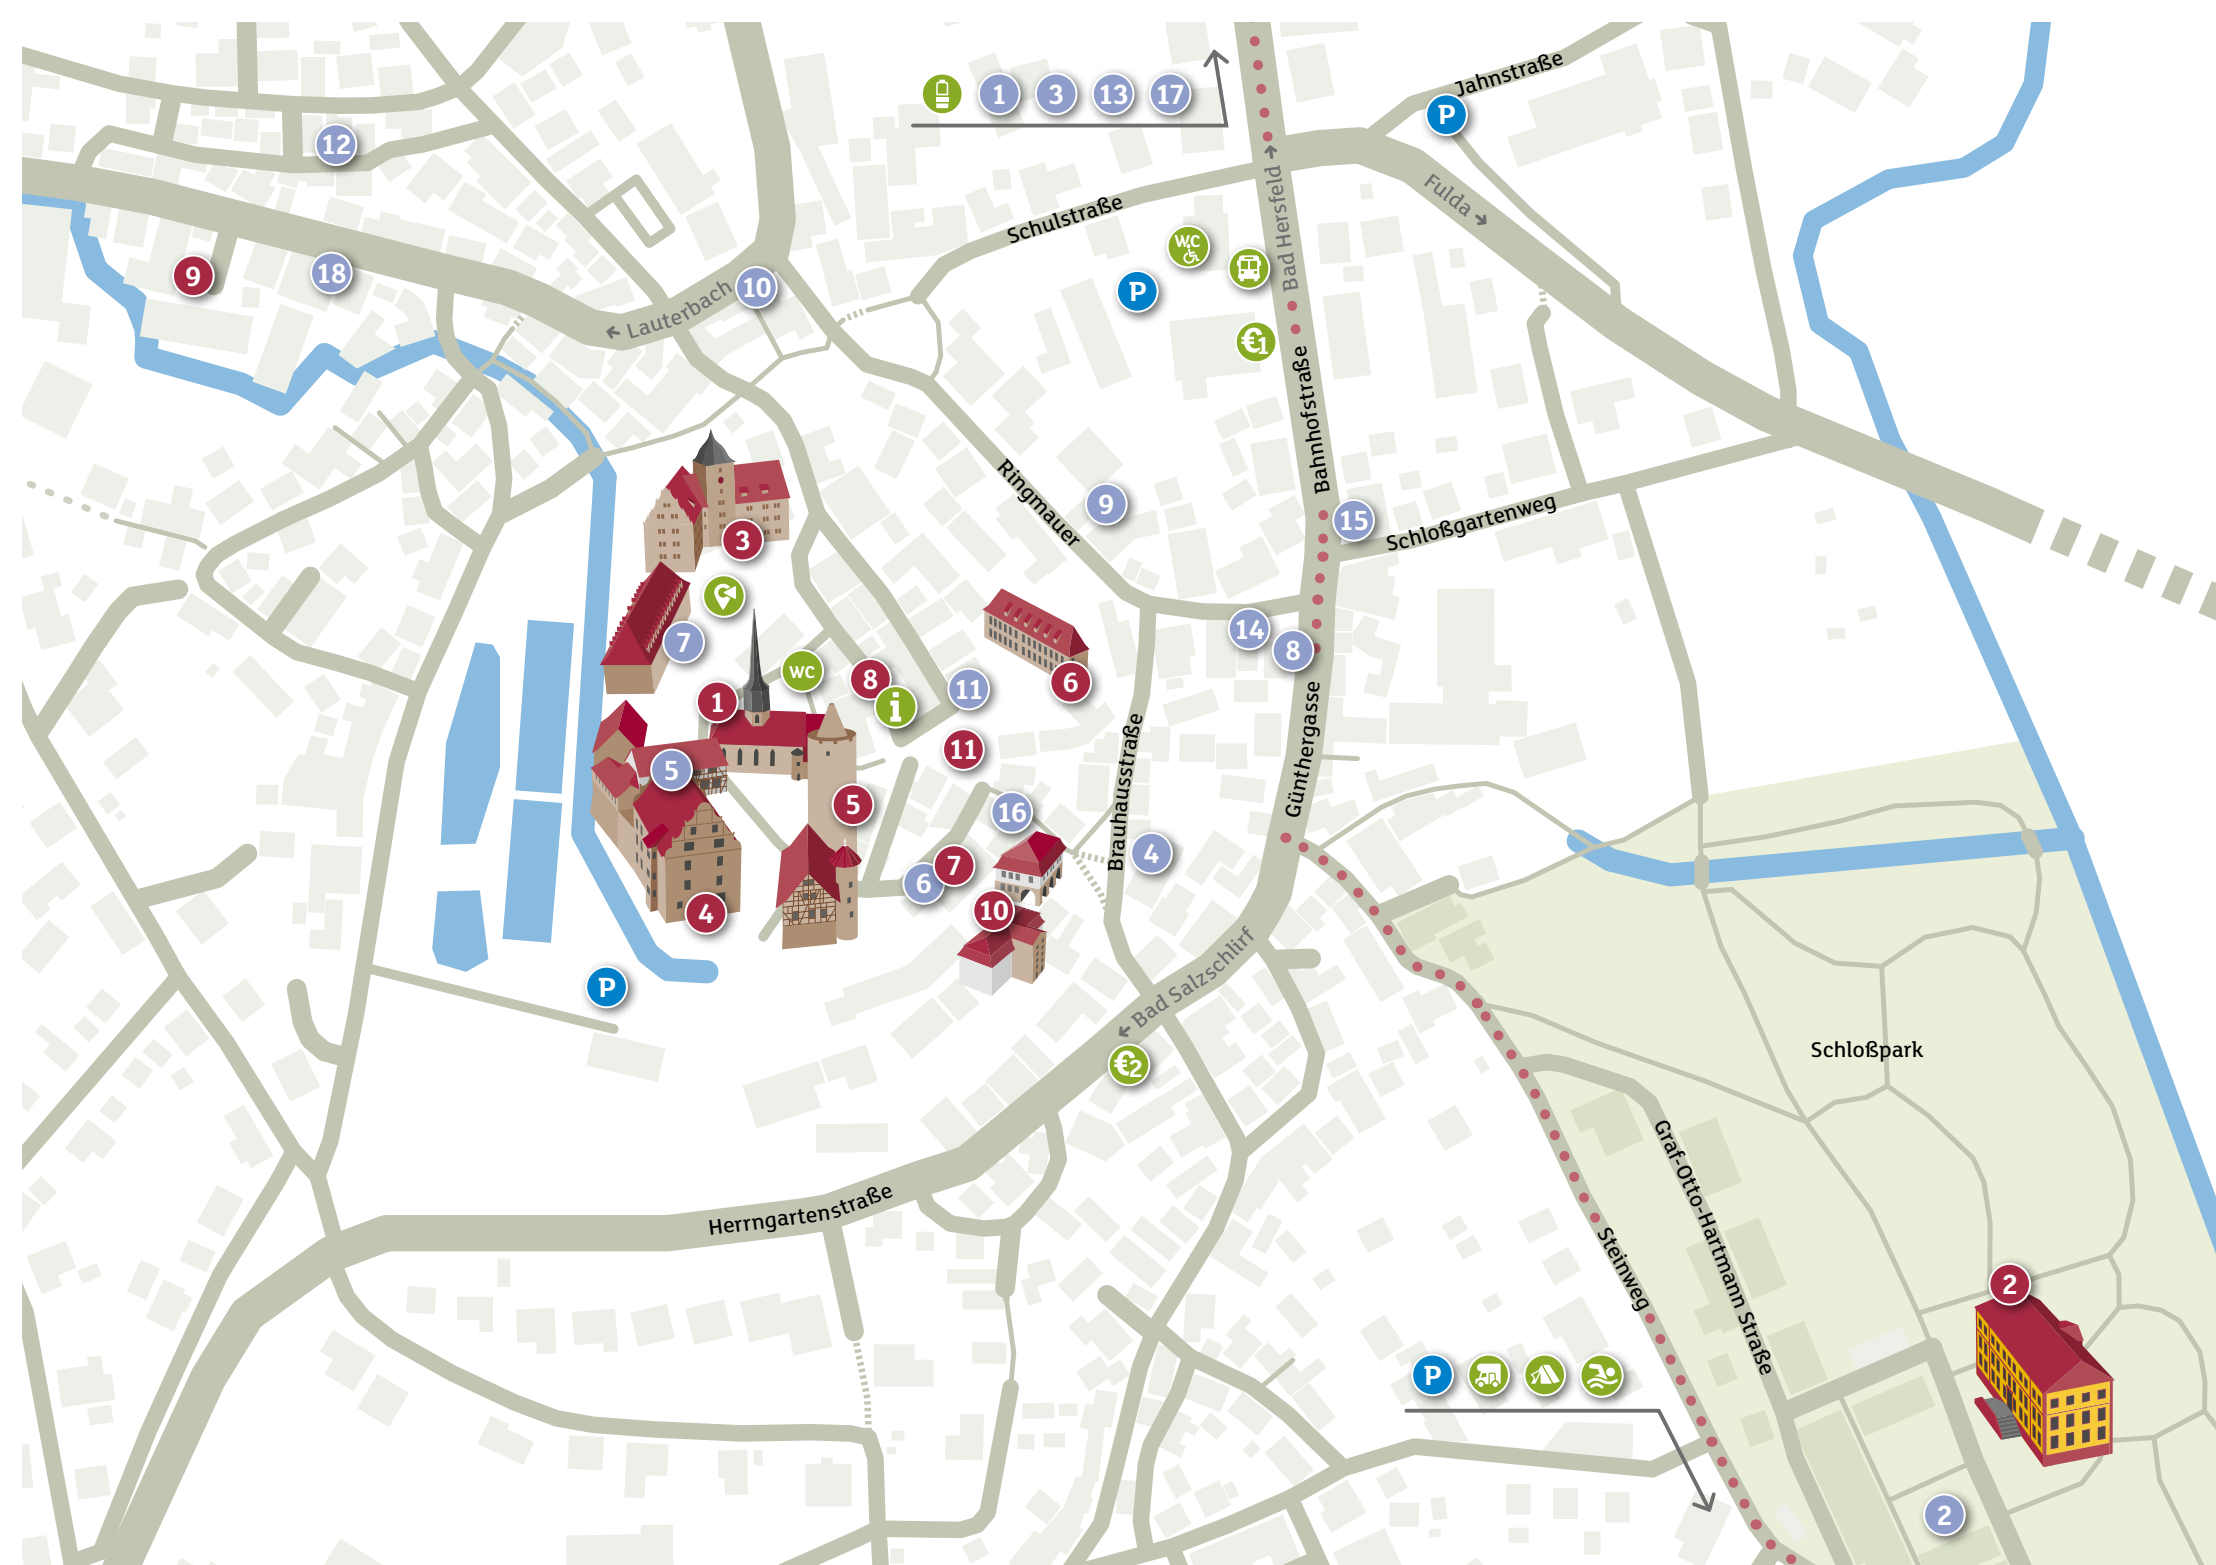 1 3 13 17
Jahnstraße
P
12
Fulda
Bad Hersfeld
Schulstraße
WC
9
18
10
P
Lauterbach
€1
Bahnhofstraße
Ringmauer
9
15
Schloßgartenweg
3
7
14
8
WC
8
i
11
6
1
11
5
5
16
Brauhausstraße
Günthergasse
4
7
6
4
10
P
Bad Salzschlirf
€2
Schloßpark
Herrngartenstraße
Graf-Otto-Hartmann Straße
Steinweg
2
P
2